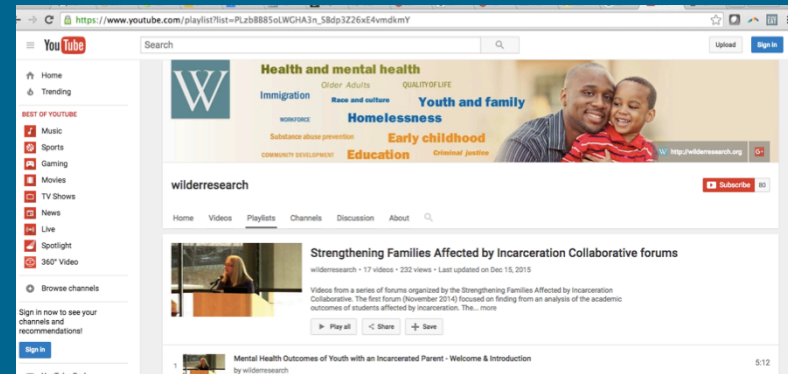 https://www.youtube.com/playlist?list=PLzbBB8SoLWGHA3n_SBdp3Z26xE4vmdkmY
YouTube
Search
Upload
Sign In
Home
Trending
BEST OF YOUTUBE
Music
Sports
Gaming
Movies
TV Shows
News
Live
Spotlight
360° Video
Browse channels
Sign in now to see your
channels and
recommendations!
Sign in
W
Health and mental health
Older Adults QUALITY OF LIFE
Immigration Race and culture Youth and family
WORKFORCE Homelessness
Substance abuse prevention Early childhood
COMMUNITY DEVELOPMENT Education Criminal justice
W http://wilderresearch.org G+
wilderresearch
Subscribe 80
Home Videos Playlists Channels Discussion About
Strengthening Families Affected by Incarceration Collaborative forums
wilderresearch • 17 videos • 232 views • Last updated on Dec 15, 2015
Videos from a series of forums organized by the Strengthening Families Affected by Incarceration
Collaborative. The first forum (November 2014) focused on finding from an analysis of the academic
outcomes of students affected by incarceration. The... more
Play all Share Save
1 Mental Health Outcomes of Youth with an Incarcerated Parent - Welcome & Introduction 5:12
by wilderresearch